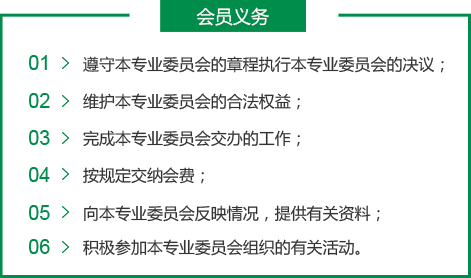 会员义务
01 > 遵守本专业委员会的章程执行本专业委员会的决议；
02 > 维护本专业委员会的合法权益；
03 > 完成本专业委员会交办的工作；
04 > 按规定交纳会费；
05 > 向本专业委员会反映情况，提供有关资料；
06 > 积极参加本专业委员会组织的有关活动。